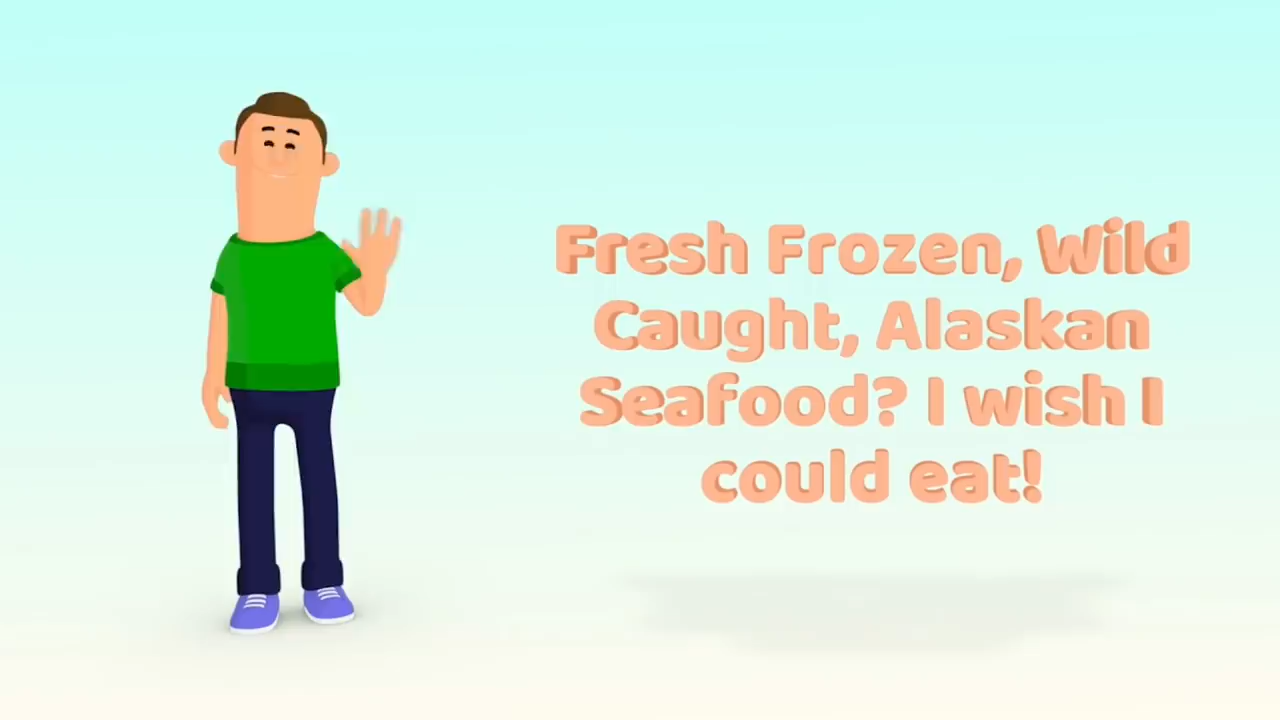 Fresh Frozen, Wild
Caught, Alaskan
Seafood? I wish I
could eat!